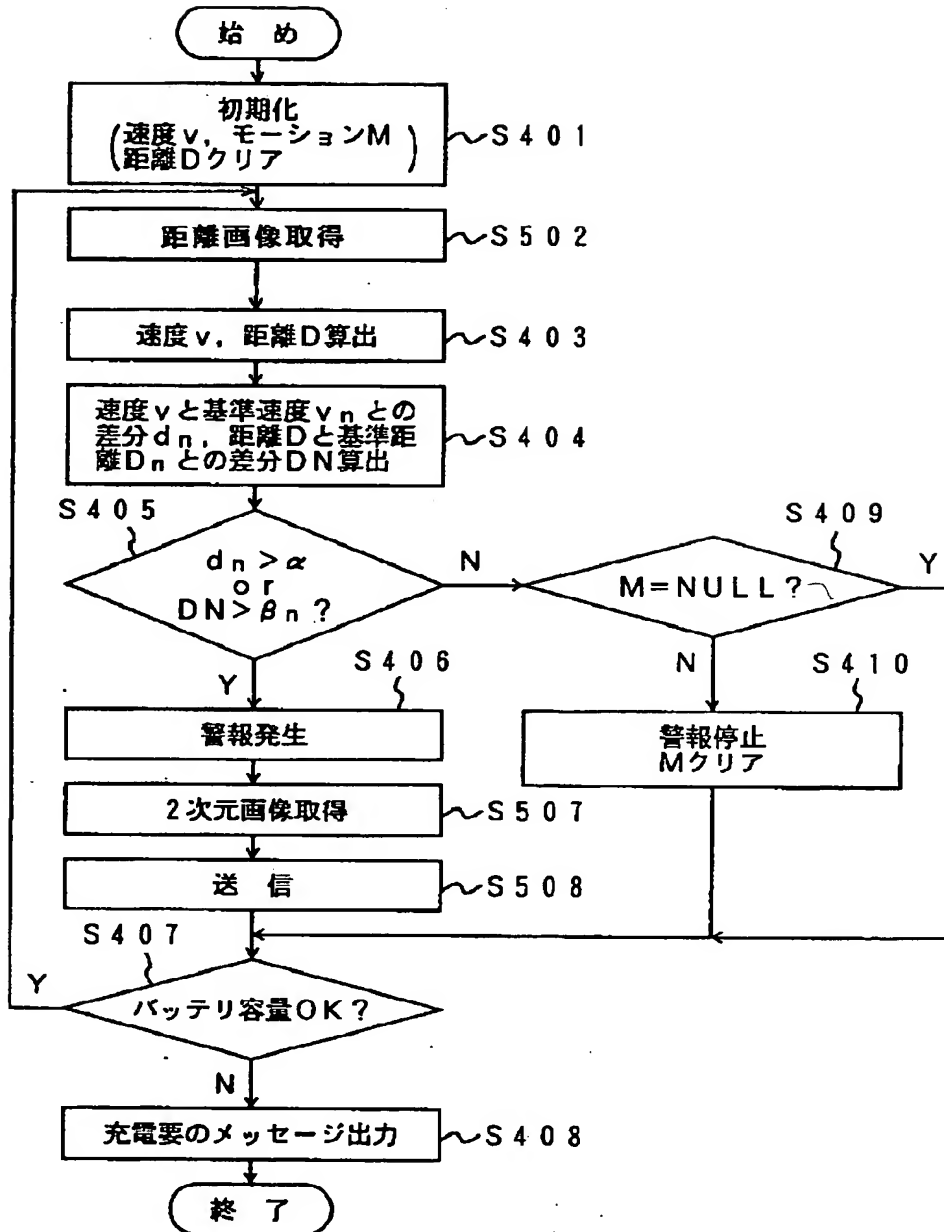 始 め
初期化
(速度v，モーションM
距離Dクリア)
S401
距離画像取得
S502
速度v，距離D算出
S403
速度vと基準速度vnとの
差分dn，距離Dと基準距
離Dnとの差分DN算出
S404
S405
dn>α
or
DN>βn?
N
Y
S409
M=NULL?
Y
N
S406
警報発生
S410
警報停止
Mクリア
2次元画像取得
S507
送 信
S508
S407
バッテリ容量OK?
Y
N
充電要のメッセージ出力
S408
終 了